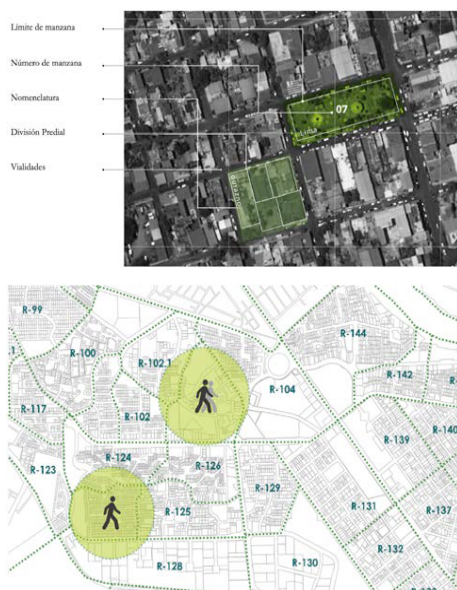 Límite de manzana
Número de manzana
07
Nomenclatura
Lima
División Predial
Vialidades
R-99
R-144
R-100
R-102.1
R-142
R-104
R-117
R-102
R-139
R-140
R-124
R-123
R-126
R-129
R-131
R-137
R-125
R-132
R-128
R-130